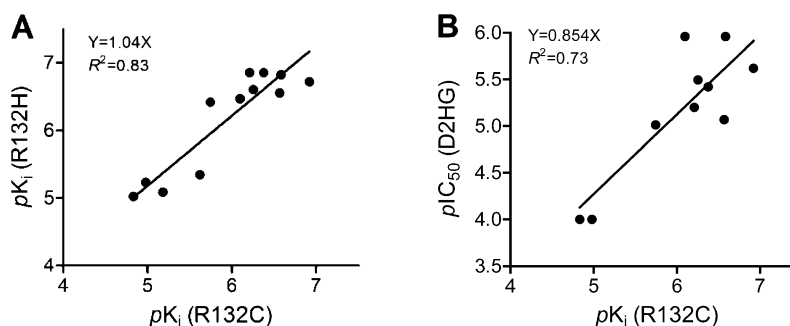 A
Y=1.04X
R²=0.83
7
6
5
4
4 5 6 7
pKi (R132H)
pKi (R132C)
B
Y=0.854X
R²=0.73
6.0
5.5
5.0
4.5
4.0
3.5
4 5 6 7
pIC50 (D2HG)
pKi (R132C)